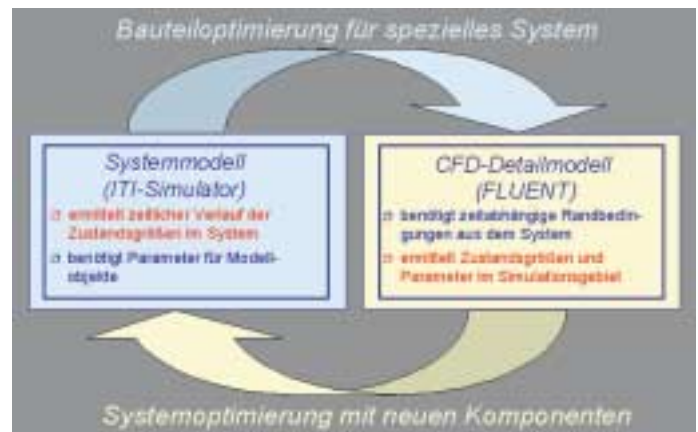 Bauteiloptimierung für spezielles System
Systemmodell
(ITI-Simulator)
ermittelt zeitlicher Verlauf der
Zustandsgrößen im System
benötigt Parameter für Modell-
objekte
CFD-Detailmodell
(FLUENT)
benötigt zeitabhängige Randbedin-
gungen aus dem System
ermittelt Zustandsgrößen und
Parameter im Simulationsgebiet
Systemoptimierung mit neuen Komponenten